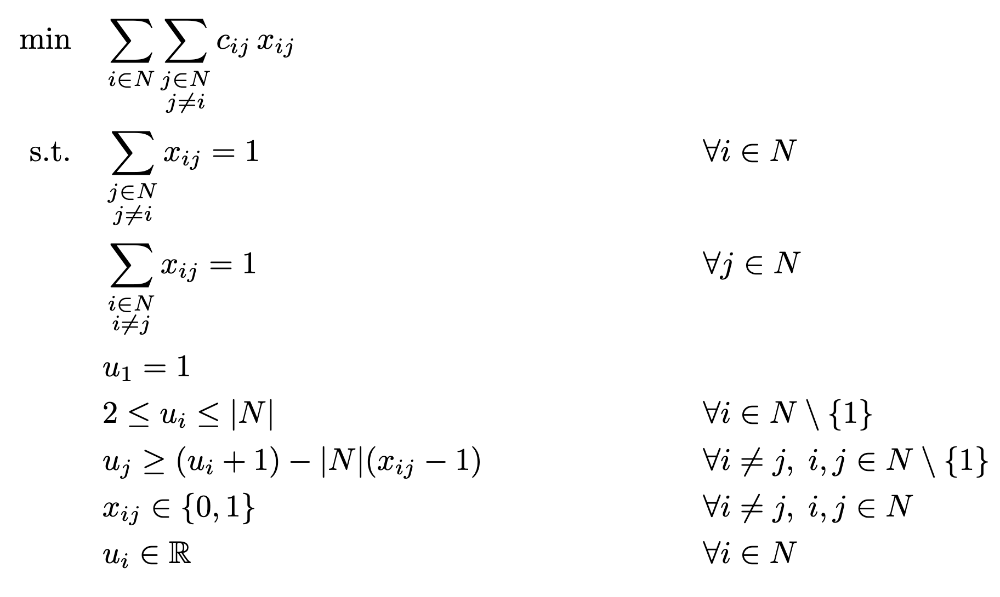 min ∑_{i∈N} ∑_{j∈N, j≠i} c_{ij} x_{ij}
s.t. ∑_{j∈N, j≠i} x_{ij} = 1 ∀i ∈ N
∑_{i∈N, i≠j} x_{ij} = 1 ∀j ∈ N
u_1 = 1
2 ≤ u_i ≤ |N| ∀i ∈ N \ {1}
u_j ≥ (u_i + 1) − |N|(x_{ij} − 1) ∀i ≠ j, i, j ∈ N \ {1}
x_{ij} ∈ {0, 1} ∀i ≠ j, i, j ∈ N
u_i ∈ ℝ ∀i ∈ N